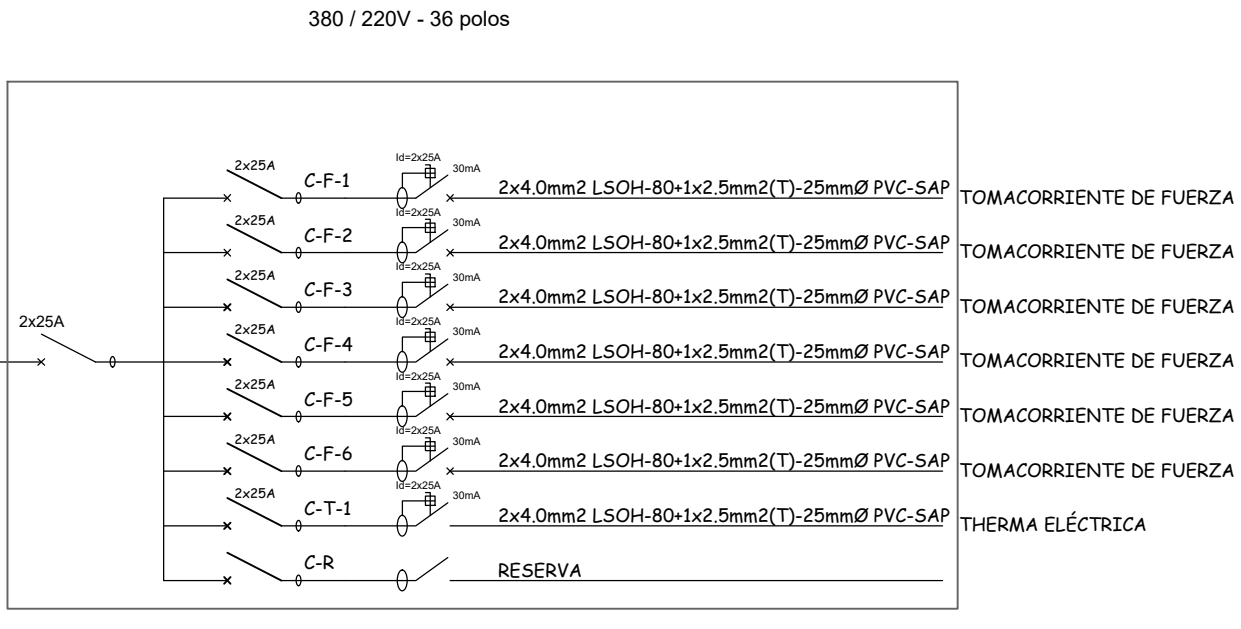 380 / 220V - 36 polos
2x25A
2x25A C-F-1 Id=2x25A 30mA 2x4.0mm2 LSOH-80+1x2.5mm2(T)-25mmØ PVC-SAP TOMACORRIENTE DE FUERZA
2x25A C-F-2 Id=2x25A 30mA 2x4.0mm2 LSOH-80+1x2.5mm2(T)-25mmØ PVC-SAP TOMACORRIENTE DE FUERZA
2x25A C-F-3 Id=2x25A 30mA 2x4.0mm2 LSOH-80+1x2.5mm2(T)-25mmØ PVC-SAP TOMACORRIENTE DE FUERZA
2x25A C-F-4 Id=2x25A 30mA 2x4.0mm2 LSOH-80+1x2.5mm2(T)-25mmØ PVC-SAP TOMACORRIENTE DE FUERZA
2x25A C-F-5 Id=2x25A 30mA 2x4.0mm2 LSOH-80+1x2.5mm2(T)-25mmØ PVC-SAP TOMACORRIENTE DE FUERZA
2x25A C-F-6 Id=2x25A 30mA 2x4.0mm2 LSOH-80+1x2.5mm2(T)-25mmØ PVC-SAP TOMACORRIENTE DE FUERZA
2x25A C-T-1 Id=2x25A 30mA 2x4.0mm2 LSOH-80+1x2.5mm2(T)-25mmØ PVC-SAP THERMA ELÉCTRICA
C-R RESERVA